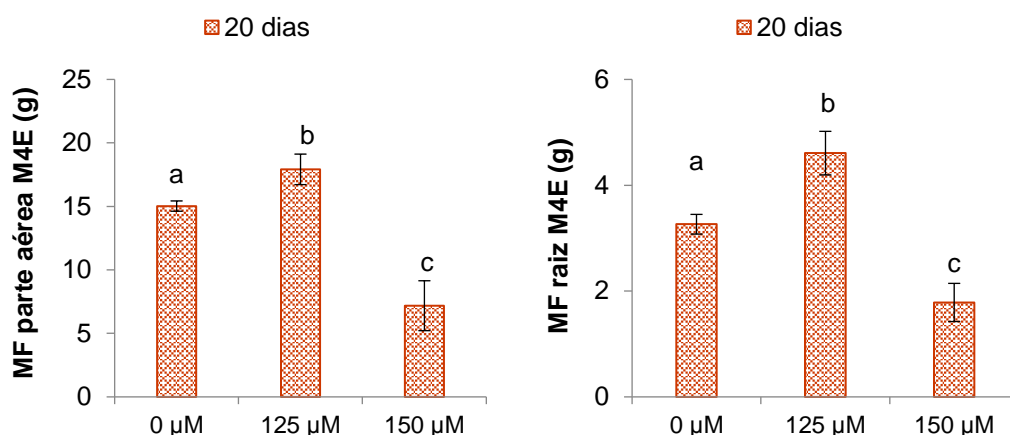 20 dias
MF parte aérea M4E (g)
25
20
15
10
5
0
a
b
c
0 µM 125 µM 150 µM
20 dias
MF raiz M4E (g)
6
4
2
0
a
b
c
0 µM 125 µM 150 µM